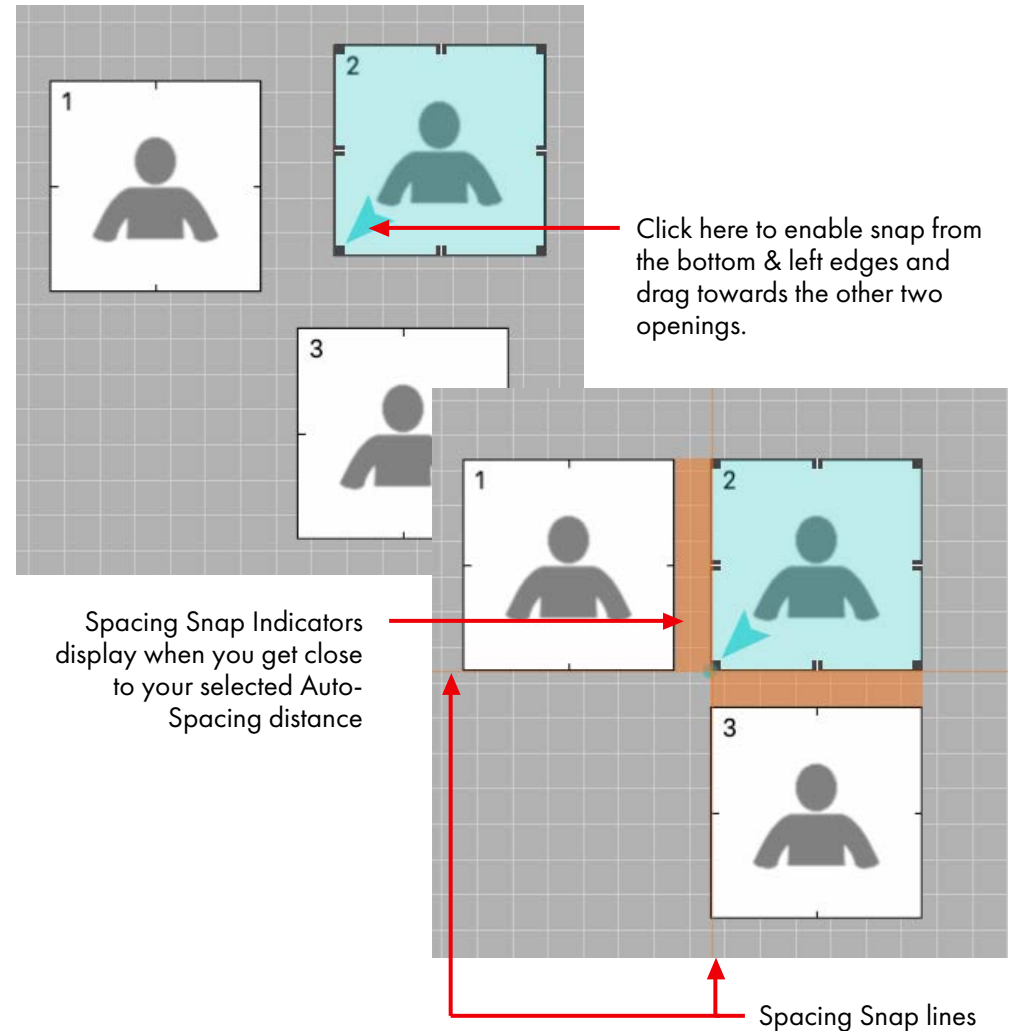 1
2
3
Click here to enable snap from
the bottom & left edges and
drag towards the other two
openings.
1
2
3
Spacing Snap Indicators
display when you get close
to your selected Auto-
Spacing distance
Spacing Snap lines